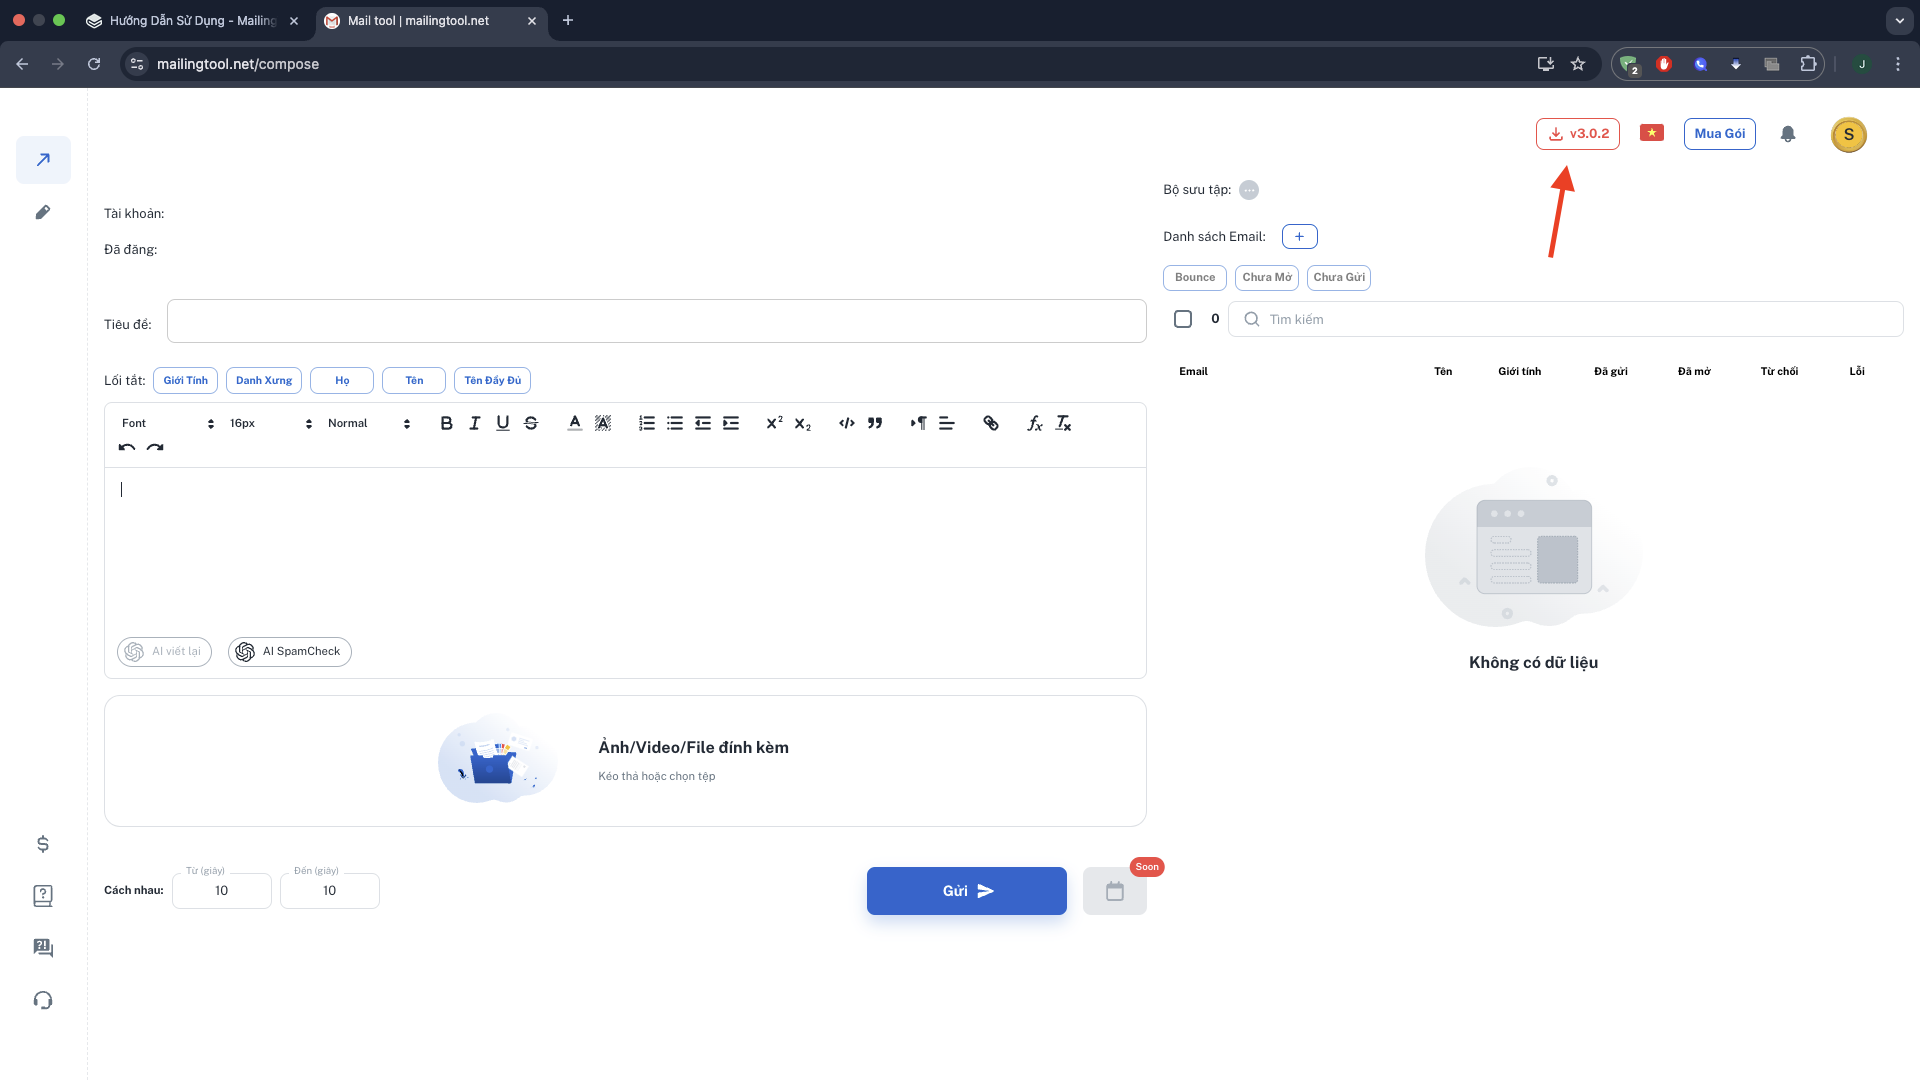 Hướng Dẫn Sử Dụng - Mailing
Mail tool | mailingtool.net
mailingtool.net/compose
2
J
v3.0.2
Mua Gói
S
Bộ sưu tập:
Tài khoản:
Danh sách Email:
Đã đăng:
Bounce
Chưa Mở
Chưa Gửi
Tiêu đề:
0
Tìm kiếm
Email
Tên
Giới tính
Đã gửi
Đã mở
Từ chối
Lỗi
Lối tắt:
Giới Tính
Danh Xưng
Họ
Tên
Tên Đầy Đủ
Font
16px
Normal
AI viết lại
AI SpamCheck
Không có dữ liệu
Ảnh/Video/File đính kèm
Kéo thả hoặc chọn tệp
Cách nhau:
Từ (giây)
10
Đến (giây)
10
Gửi
Soon